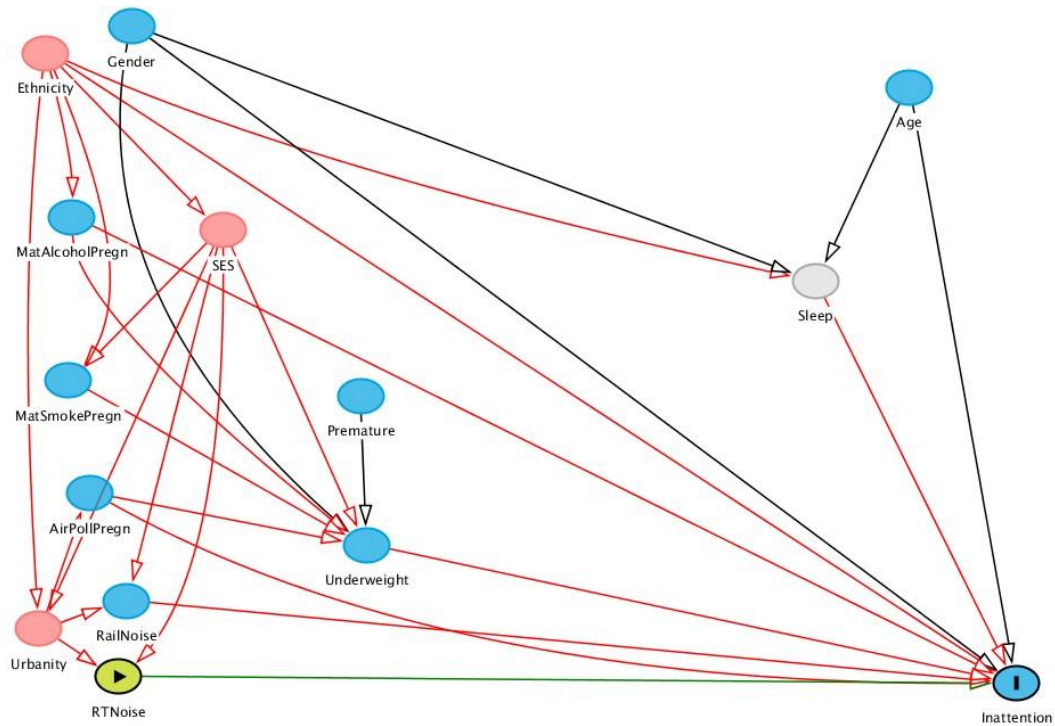 Gender
Ethnicity
Age
MatAlcoholPregn
SES
Sleep
MatSmokePregn
Premature
AirPollPregn
Underweight
RailNoise
Urbanity
RTNoise
Inattention